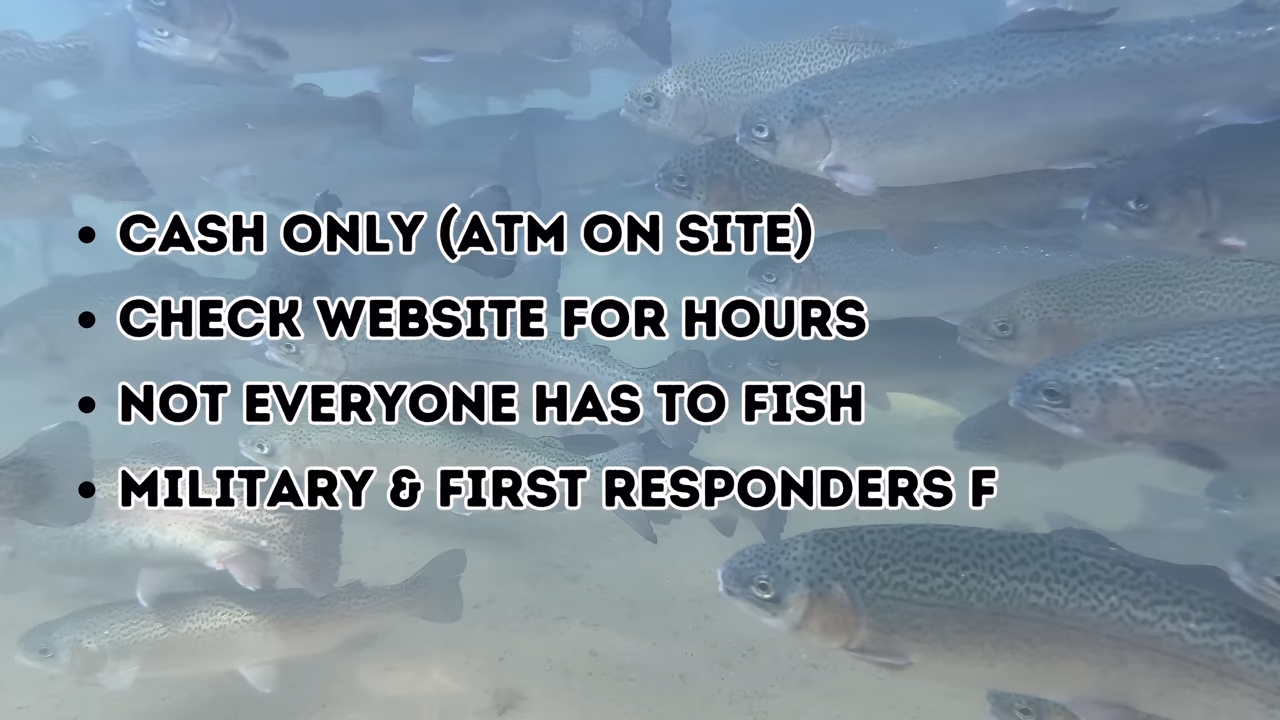 • CASH ONLY (ATM ON SITE)
• CHECK WEBSITE FOR HOURS
• NOT EVERYONE HAS TO FISH
• MILITARY & FIRST RESPONDERS F